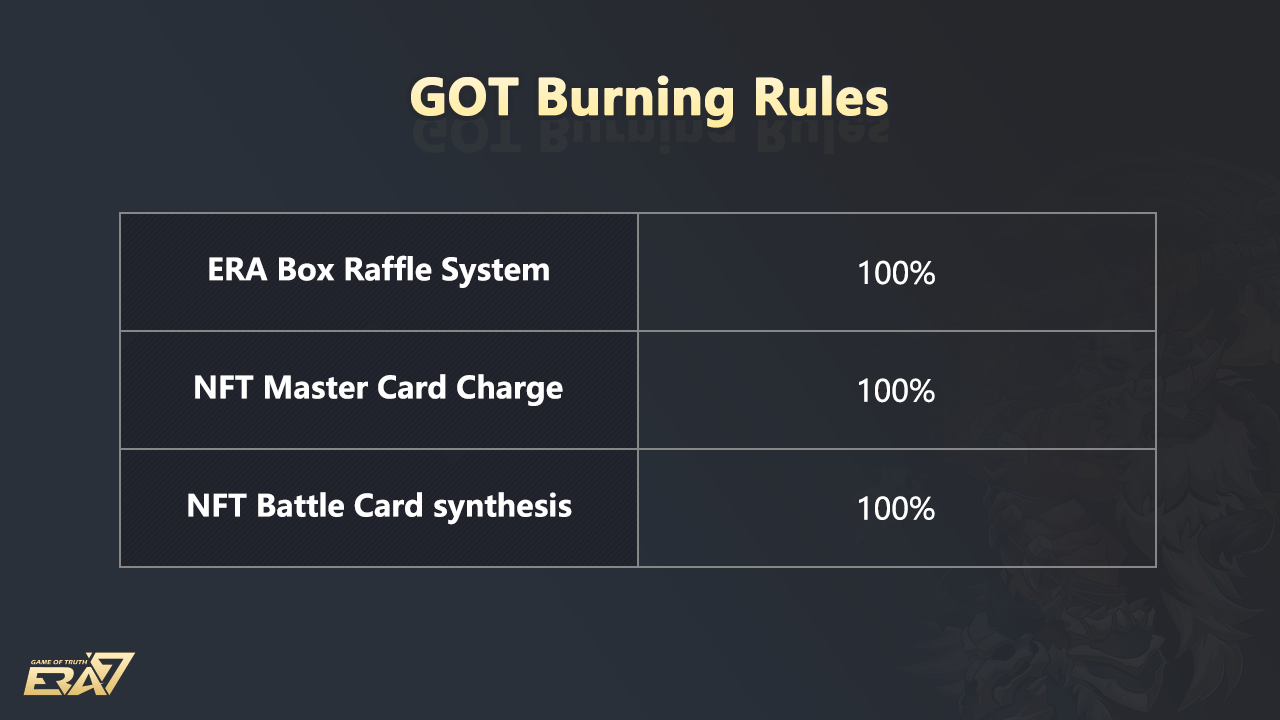 GOT Burning Rules
ERA Box Raffle System
100%
NFT Master Card Charge
100%
NFT Battle Card synthesis
100%
GAME OF TRUTH
ERA7